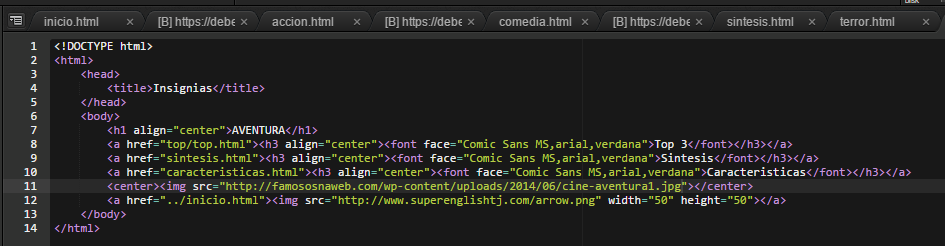 DISK
inicio.html × [B] https://debe × accion.html × [B] https://debe × comedia.html × [B] https://debe × sintesis.html × terror.html ×
1 <!DOCTYPE html>
2 <html>
3 <head>
4 <title>Insignias</title>
5 </head>
6 <body>
7 <h1 align="center">AVENTURA</h1>
8 <a href="top/top.html"><h3 align="center"><font face="Comic Sans MS,arial,verdana">Top 3</font></h3></a>
9 <a href="sintesis.html"><h3 align="center"><font face="Comic Sans MS,arial,verdana">Sintesis</font></h3></a>
10 <a href="caracteristicas.html"><h3 align="center"><font face="Comic Sans MS,arial,verdana">Caracteristicas</font></h3></a>
11 <center><img src="http://famososnaweb.com/wp-content/uploads/2014/06/cine-aventura1.jpg"></center>
12 <a href="../inicio.html"><img src="http://www.superenglishtj.com/arrow.png" width="50" height="50"></a>
13 </body>
14 </html>